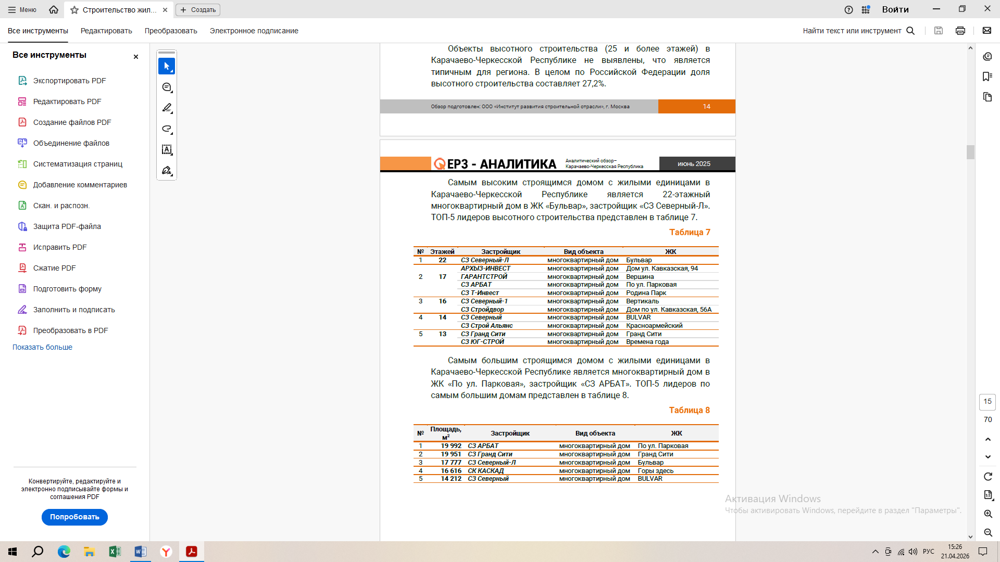 Меню
Строительство жил...
Создать
Войти
Все инструменты
Редактировать
Преобразовать
Электронное подписание
Найти текст или инструмент
Все инструменты
Экспортировать PDF
Редактировать PDF
Создание файлов PDF
Объединение файлов
Систематизация страниц
Добавление комментариев
Скан. и распозн.
Защита PDF-файла
Исправить PDF
Сжатие PDF
Подготовить форму
Заполнить и подписать
Преобразовать в PDF
Показать больше
Конвертируйте, редактируйте и
электронно подписывайте формы и
соглашения PDF
Попробовать
Объекты высотного строительства (25 и более этажей) в
Карачаево-Черкесской Республике не выявлены, что является
типичным для региона. В целом по Российской Федерации доля
высотного строительства составляет 27,2%.
Обзор подготовлен: ООО «Институт развития строительной отрасли», г. Москва
14
ЕРЗ - АНАЛИТИКА
Аналитический обзор–
Карачаево-Черкесская Республика
июнь 2025
Самым высоким строящимся домом с жилыми единицами в
Карачаево-Черкесской Республике является 22-этажный
многоквартирный дом в ЖК «Бульвар», застройщик «СЗ Северный-Л».
ТОП-5 лидеров высотного строительства представлен в таблице 7.
Таблица 7
№ Этажей Застройщик Вид объекта ЖК
1 22 СЗ Северный-Л многоквартирный дом Бульвар
АРХЫЗ-ИНВЕСТ многоквартирный дом Дом ул. Кавказская, 94
2 17 ГАРАНТСТРОЙ многоквартирный дом Вершина
СЗ АРБАТ многоквартирный дом По ул. Парковая
СЗ Т-Инвест многоквартирный дом Родина Парк
3 16 СЗ Северный-1 многоквартирный дом Вертикаль
СЗ Стройдвор многоквартирный дом Дом по ул. Кавказская, 56А
4 14 СЗ Северный многоквартирный дом BULVAR
СЗ Строй Альянс многоквартирный дом Красноармейский
5 13 СЗ Гранд Сити многоквартирный дом Гранд Сити
СЗ ЮГ-СТРОЙ многоквартирный дом Времена года
Самым большим строящимся домом с жилыми единицами в
Карачаево-Черкесской Республике является многоквартирный дом в
ЖК «По ул. Парковая», застройщик «СЗ АРБАТ». ТОП-5 лидеров по
самым большим домам представлен в таблице 8.
Таблица 8
№ Площадь, м² Застройщик Вид объекта ЖК
1 19 992 СЗ АРБАТ многоквартирный дом По ул. Парковая
2 19 951 СЗ Гранд Сити многоквартирный дом Гранд Сити
3 17 777 СЗ Северный-Л многоквартирный дом Бульвар
4 16 616 СК КАСКАД многоквартирный дом Горы здесь
5 14 212 СЗ Северный многоквартирный дом BULVAR
15
70
1:1
Активация Windows
Чтобы активировать Windows, перейдите в раздел "Параметры".
РУС
15:26
21.04.2026